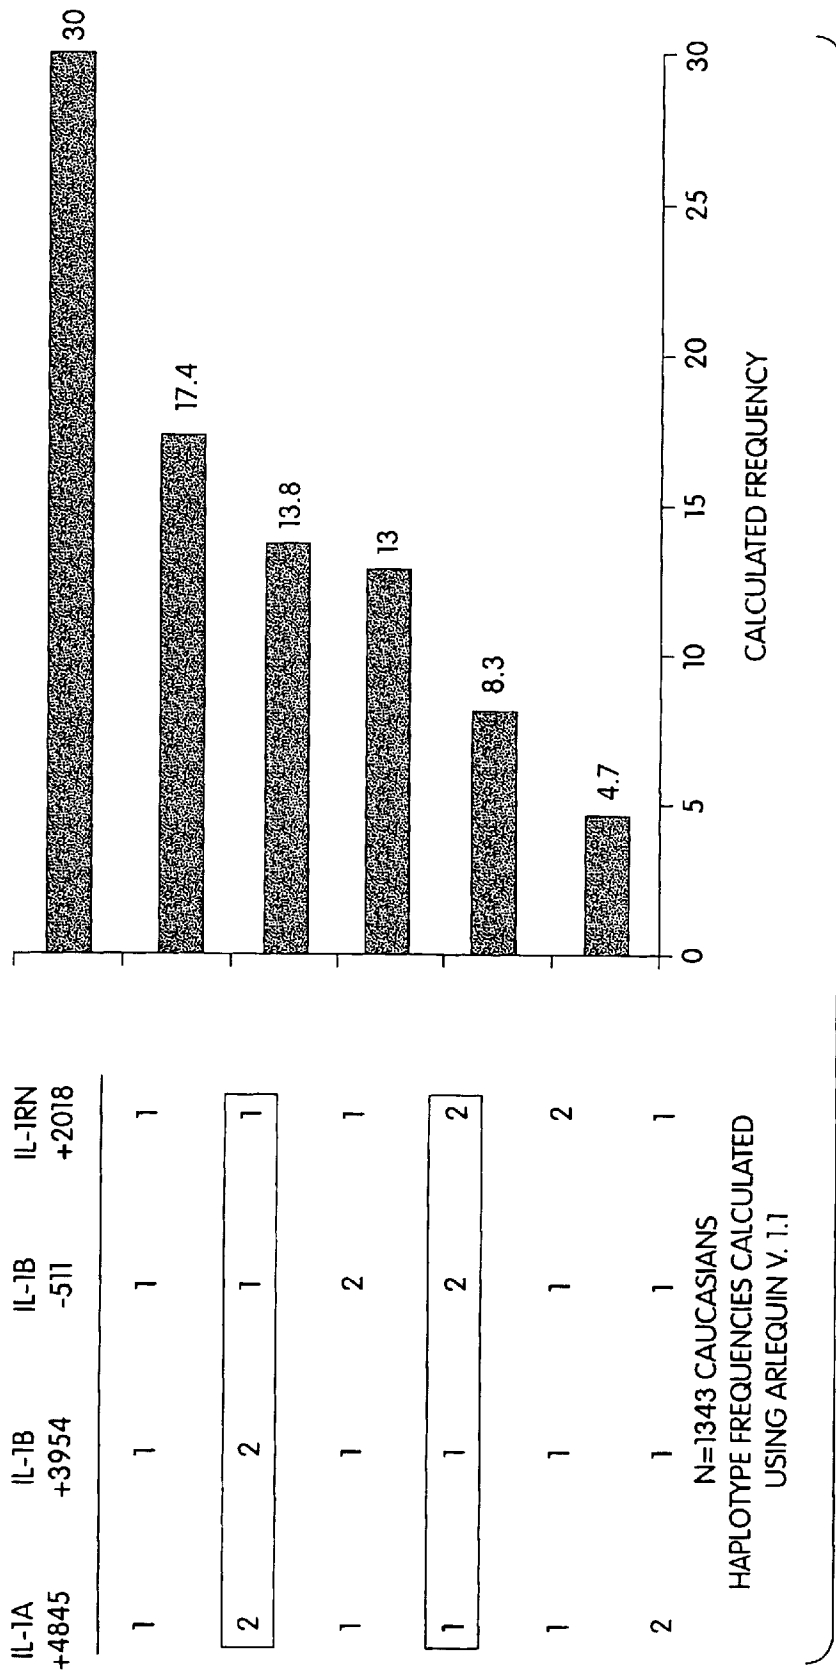 IL-1A IL-1B IL-1B IL-1RN
+4845 +3954 -511 +2018
1 1 1 1 30
2 2 1 1 17.4
1 1 2 1 13.8
1 1 2 2 13
1 1 1 2 8.3
2 1 1 1 4.7
0 5 10 15 20 25 30
CALCULATED FREQUENCY
N=1343 CAUCASIANS
HAPLOTYPE FREQUENCIES CALCULATED
USING ARLEQUIN V. 1.1